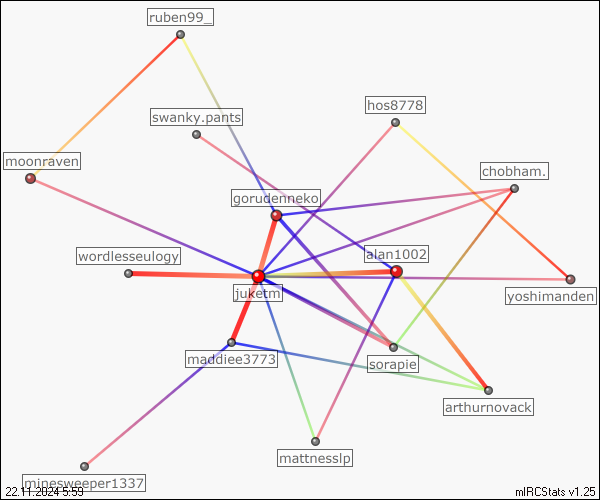 ruben99_
hos8778
swanky.pants
moonraven
chobham.
gorudenneko
wordlesseulogy
alan1002
juketm
yoshimanden
maddiee3773
sorapie
arthurnovack
mattnesslp
minesweeper1337
22.11.2024 5:59
mIRCStats v1.25